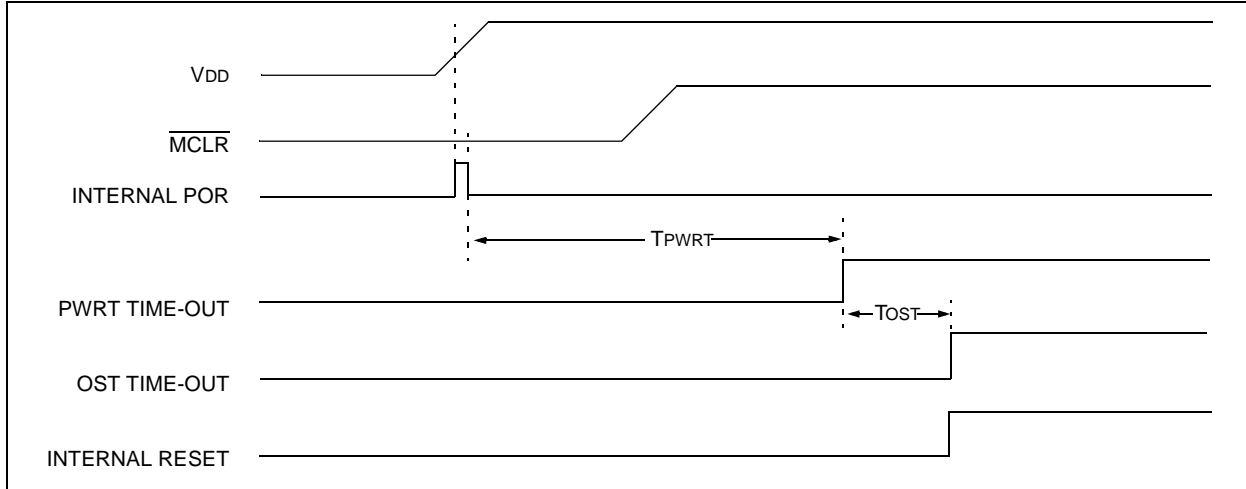 VDD
MCLR
INTERNAL POR
TPWRT
PWRT TIME-OUT
TOST
OST TIME-OUT
INTERNAL RESET